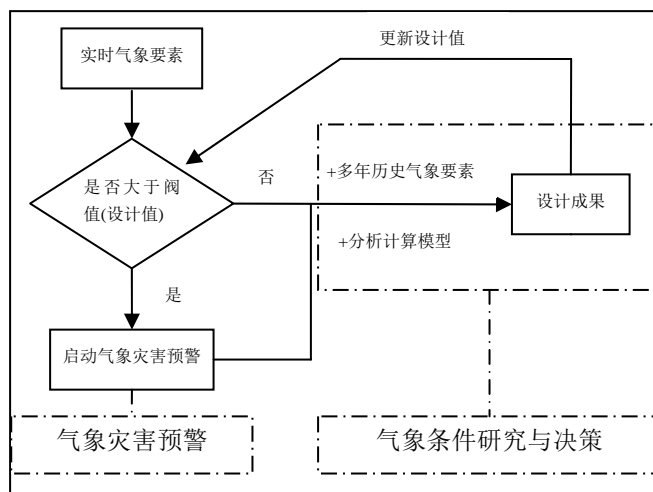 更新设计值
实时气象要素
是否大于阀
值(设计值)
否
+多年历史气象要素
设计成果
+分析计算模型
是
启动气象灾害预警
气象灾害预警
气象条件研究与决策